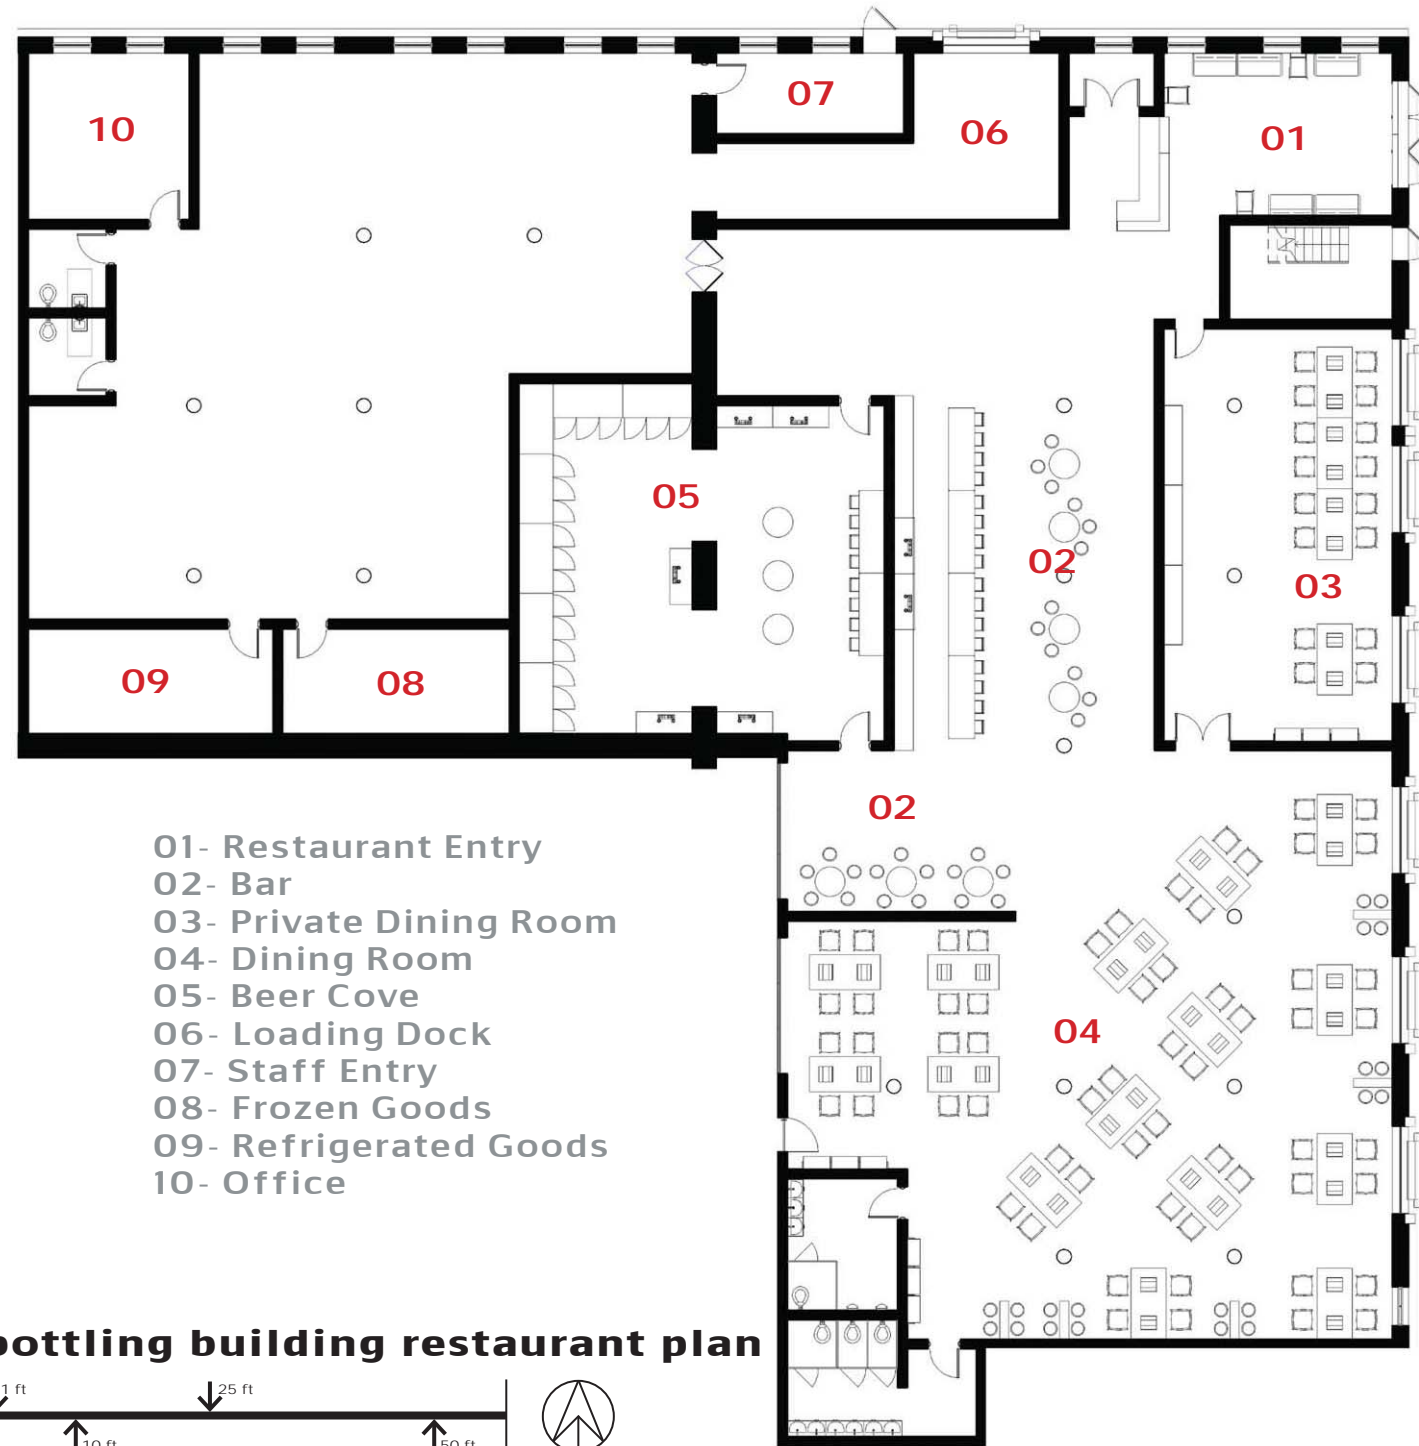 10
07
06
01
05
02
03
09
08
02
04
01- Restaurant Entry
02- Bar
03- Private Dining Room
04- Dining Room
05- Beer Cove
06- Loading Dock
07- Staff Entry
08- Frozen Goods
09- Refrigerated Goods
10- Office
bottling building restaurant plan
1 ft
25 ft
10 ft
50 ft